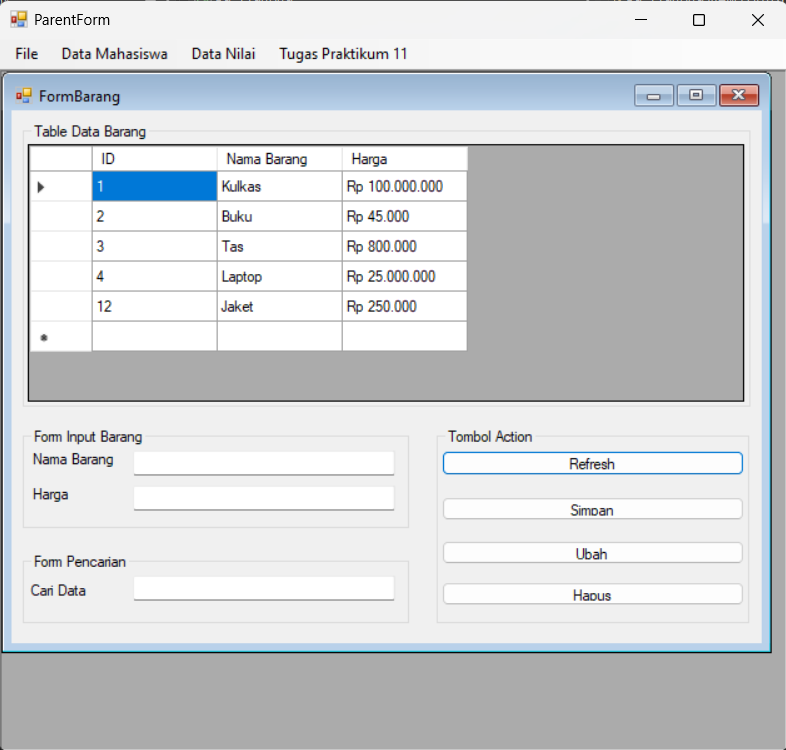 ParentForm
File Data Mahasiswa Data Nilai Tugas Praktikum 11
FormBarang
Table Data Barang
ID Nama Barang Harga
1 Kulkas Rp 100.000.000
2 Buku Rp 45.000
3 Tas Rp 800.000
4 Laptop Rp 25.000.000
12 Jaket Rp 250.000
Form Input Barang
Nama Barang
Harga
Form Pencarian
Cari Data
Tombol Action
Refresh
Simpan
Ubah
Hapus